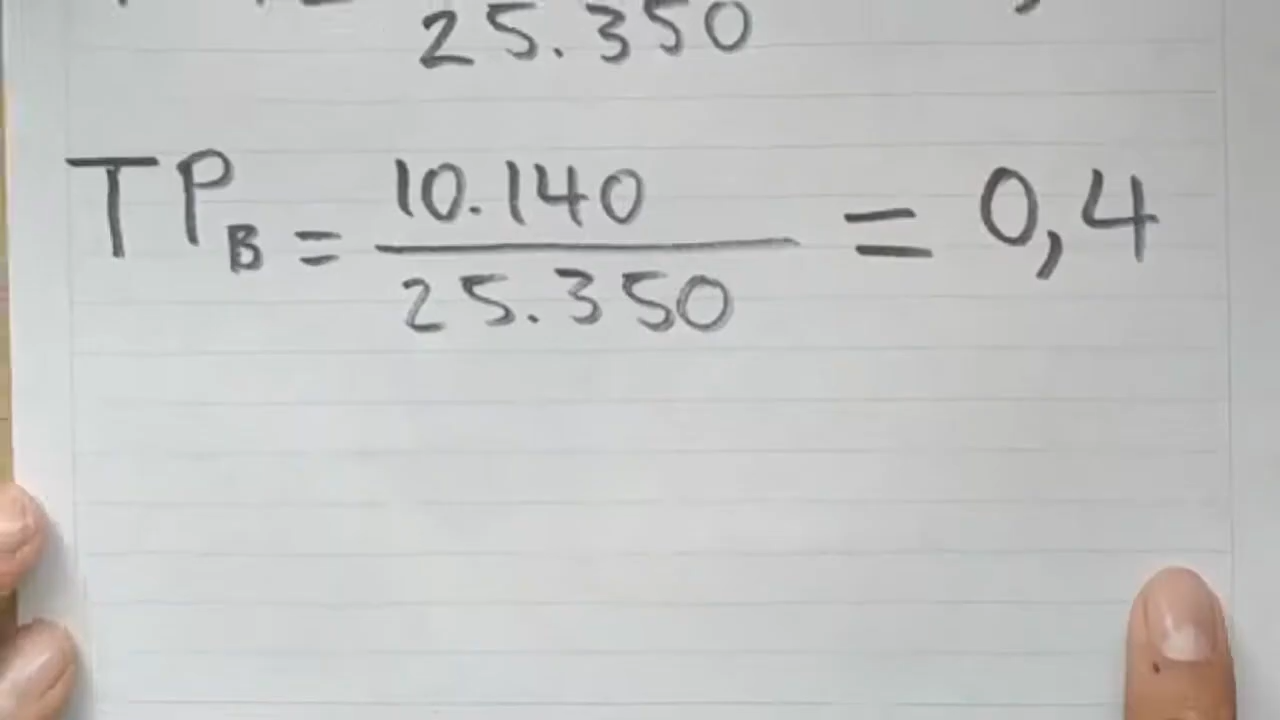 25.350
TP_B = 10.140 / 25.350 = 0,4